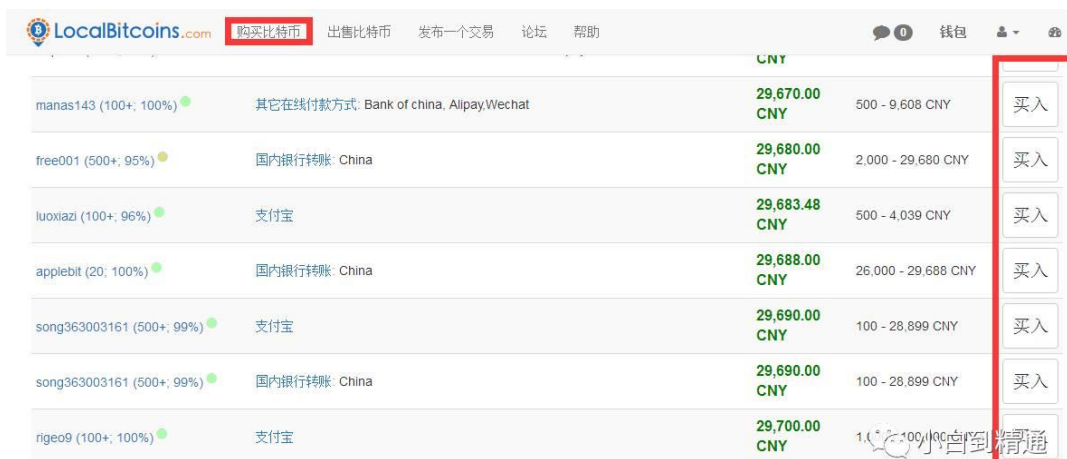 LocalBitcoins.com 购买比特币 出售比特币 发布一个交易 论坛 帮助 0 钱包
CNY
manas143 (100+; 100%) 其它在线付款方式: Bank of china, Alipay,Wechat 29,670.00 CNY 500 - 9,608 CNY 买入
free001 (500+; 95%) 国内银行转账: China 29,680.00 CNY 2,000 - 29,680 CNY 买入
luoxiazi (100+; 96%) 支付宝 29,683.48 CNY 500 - 4,039 CNY 买入
applebit (20; 100%) 国内银行转账: China 29,688.00 CNY 26,000 - 29,688 CNY 买入
song363003161 (500+; 99%) 支付宝 29,690.00 CNY 100 - 28,899 CNY 买入
song363003161 (500+; 99%) 国内银行转账: China 29,690.00 CNY 100 - 28,899 CNY 买入
rigeo9 (100+; 100%) 支付宝 29,700.00 CNY
小白到精通